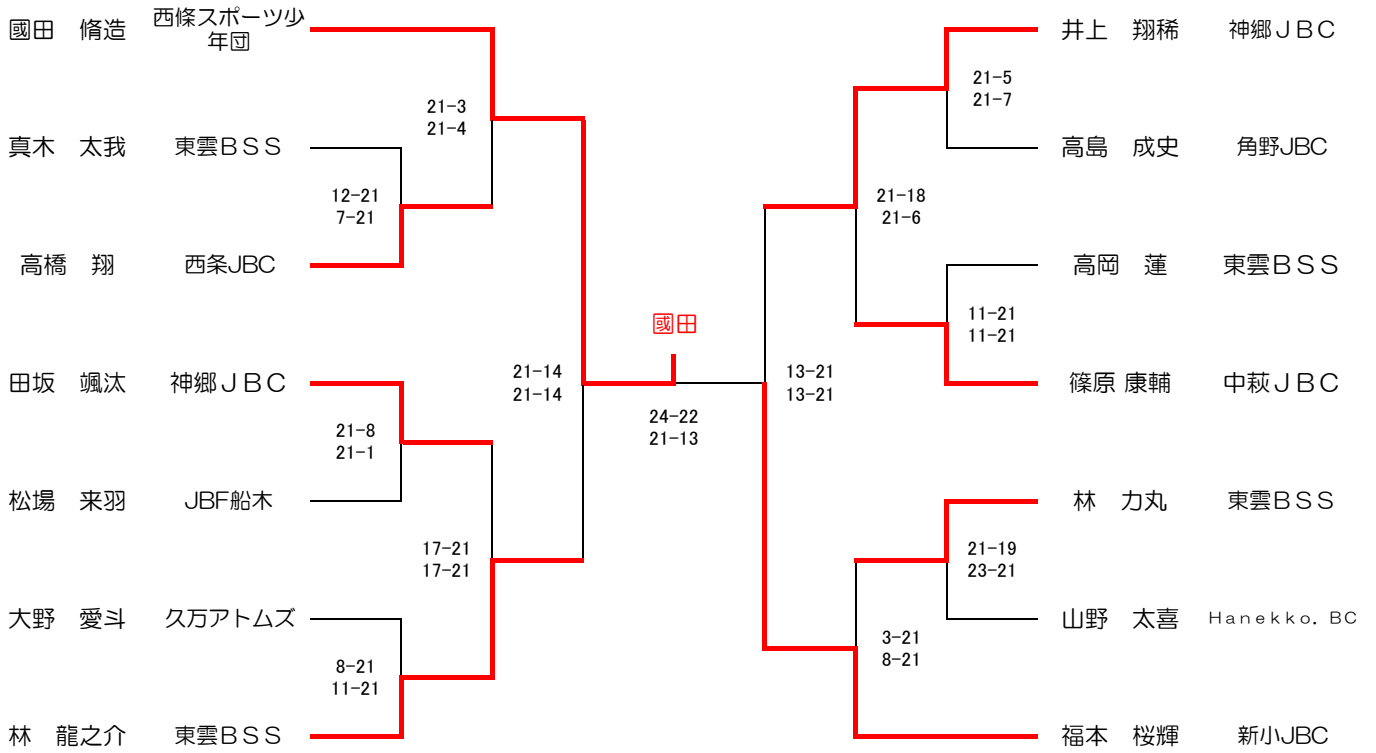 國田　脩造
西條スポーツ少
年団
21-3
21-4
真木　太我
東雲ＢＳＳ
12-21
7-21
高橋　翔
西条JBC
21-14
21-14
田坂　颯汰
神郷ＪＢＣ
21-8
21-1
松場　来羽
JBF船木
17-21
17-21
大野　愛斗
久万アトムズ
8-21
11-21
林　龍之介
東雲ＢＳＳ
國田
24-22
21-13
井上　翔稀
神郷ＪＢＣ
21-5
21-7
高島　成史
角野JBC
21-18
21-6
高岡　蓮
東雲ＢＳＳ
11-21
11-21
篠原 康輔
中萩ＪＢＣ
13-21
13-21
林　力丸
東雲ＢＳＳ
21-19
23-21
山野　太喜
Ｈａｎｅｋｋｏ．ＢＣ
3-21
8-21
福本　桜輝
新小JBC